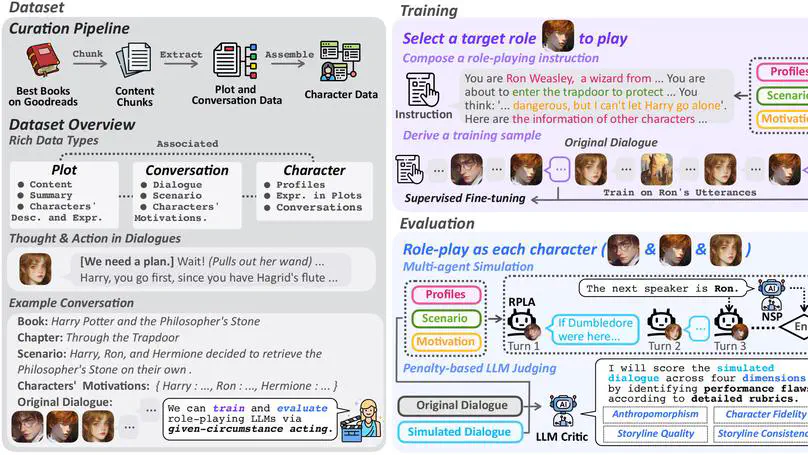 Dataset
Curation Pipeline
Chunk
Extract
Assemble
Best Books
on Goodreads
Content
Chunks
Plot and
Conversation Data
Character Data
Dataset Overview
Rich Data Types
Associated
Plot
● Content
● Summary
● Characters'
Desc. and Expr.
Conversation
● Dialogue
● Scenario
● Characters'
Motivations.
Character
● Profiles
● Expr. in Plots
● Conversations
Thought & Action in Dialogues
[We need a plan.] Wait! (Pulls out her wand) ...
Harry, you go first, since you have Hagrid's flute ...
Example Conversation
Book: Harry Potter and the Philosopher's Stone
Chapter: Through the Trapdoor
Scenario: Harry, Ron, and Hermione decided to retrieve the
Philosopher's Stone on their own .
Characters' Motivations: { Harry : ..., Ron : ..., Hermione : ... }
Original Dialogue:
...
...
We can train and evaluate
role-playing LLMs via
given-circumstance acting.
Training
Select a target role to play
Compose a role-playing instruction
Instruction
You are Ron Weasley, a wizard from ... You are
about to enter the trapdoor to protect ... You
think: '... dangerous, but I can't let Harry go alone'.
Here are the information of other characters ...
Profiles
Scenario
Motivation
Derive a training sample
Original Dialogue
... ... ... ... ... ...
Train on Ron's Utterances
Supervised Fine-tuning
Evaluation
Role-play as each character ( & & )
Multi-agent Simulation
Profiles
Scenario
Motivation
RPLA
Turn 1
If Dumbledore
were here...
Turn 2
...
Turn 3
The next speaker is Ron.
AI
NSP
En
Penalty-based LLM Judging
Original Dialogue
Simulated Dialogue
AI
LLM Critic
I will score the simulated
dialogue across four dimensions
by identifying performance flaws
according to detailed rubrics.
Anthropomorphism
Character Fidelity
Storyline Quality
Storyline Consistenc